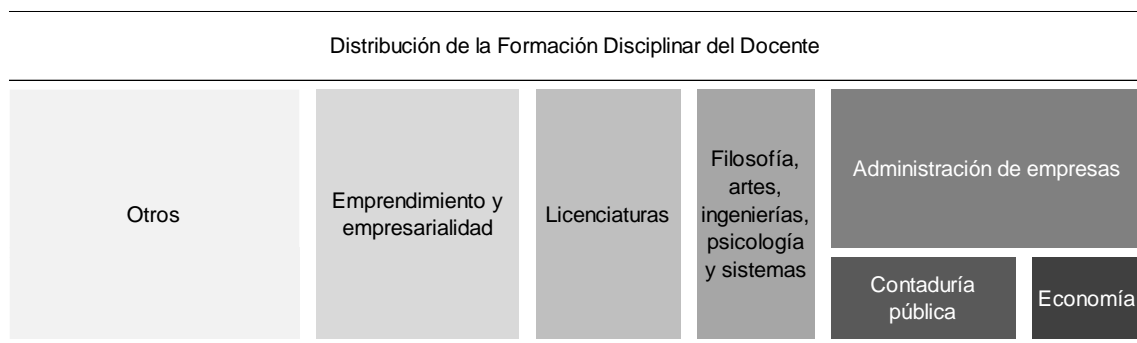 Distribución de la Formación Disciplinar del Docente
Otros
Emprendimiento y
empresarialidad
Licenciaturas
Filosofía,
artes,
ingenierías,
psicología
y sistemas
Administración de empresas
Contaduría
pública
Economía